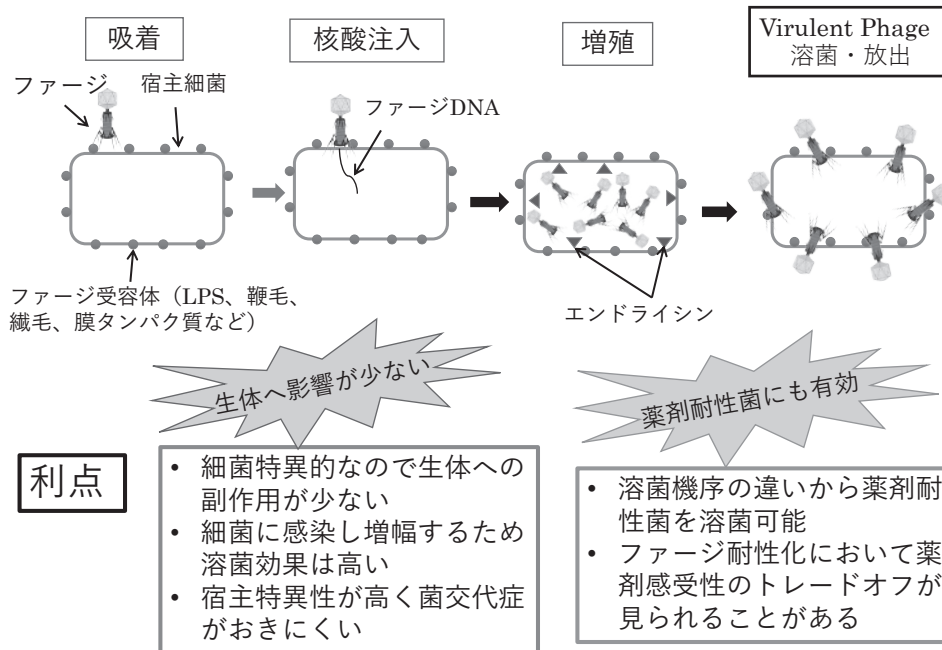 吸着
核酸注入
増殖
Virulent Phage
溶菌・放出
ファージ
宿主細菌
ファージDNA
ファージ受容体（LPS、鞭毛、
繊毛、膜タンパク質など）
エンドライシン
生体へ影響が少ない
薬剤耐性菌にも有効
利点
• 細菌特異的なので生体への
副作用が少ない
• 細菌に感染し増幅するため
溶菌効果は高い
• 宿主特異性が高く菌交代症
がおきにくい
• 溶菌機序の違いから薬剤耐
性菌を溶菌可能
• ファージ耐性化において薬
剤感受性のトレードオフが
見られることがある